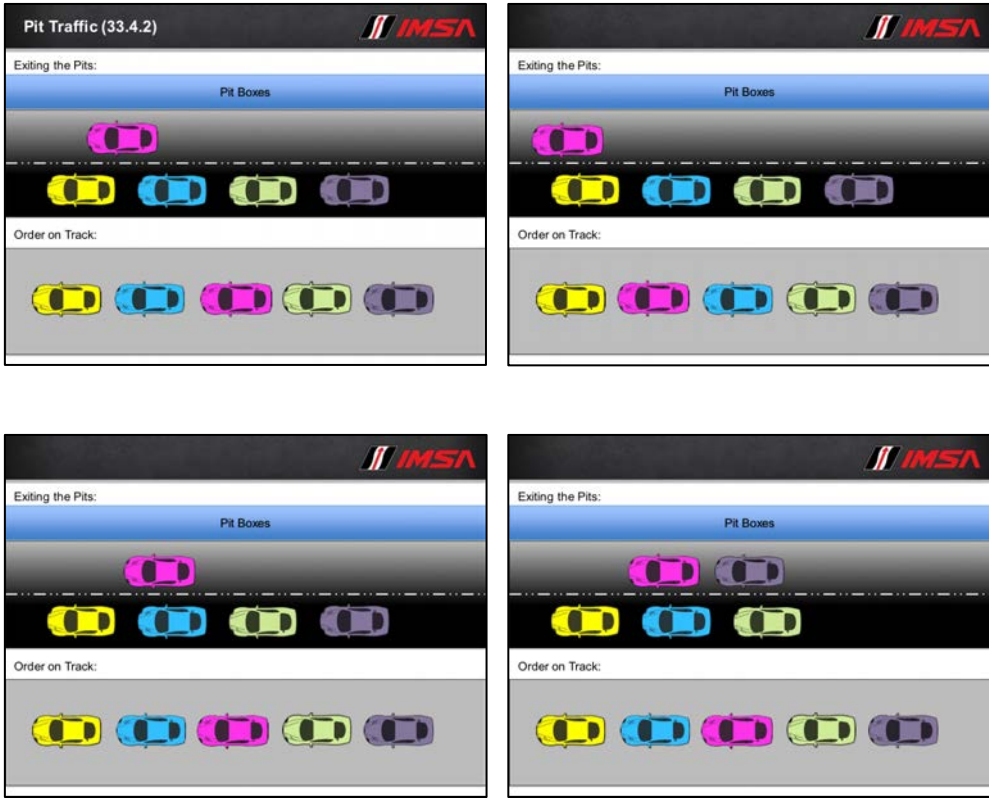 Pit Traffic (33.4.2)
IMSA
Exiting the Pits:
Pit Boxes
Order on Track:
IMSA
Exiting the Pits:
Pit Boxes
Order on Track:
IMSA
Exiting the Pits:
Pit Boxes
Order on Track:
IMSA
Exiting the Pits:
Pit Boxes
Order on Track: